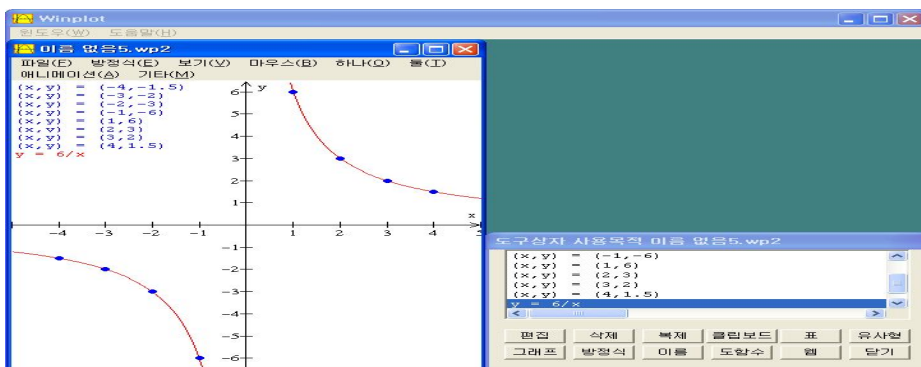 Winplot
윈도우(W) 도움말(H)
이름 없음5.wp2
파일(F) 방정식(E) 보기(V) 마우스(B) 하나(O) 둘(T)
애니메이션(A) 기타(M)
(x,y) = (-4,-1.5)
(x,y) = (-3,-2)
(x,y) = (-2,-3)
(x,y) = (-1,-6)
(x,y) = (1,6)
(x,y) = (2,3)
(x,y) = (3,2)
(x,y) = (4,1.5)
y = 6/x
y
6
5
4
3
2
1
x
-4 -3 -2 -1 1 2 3 4 5
-1
-2
-3
-4
-5
-6
도구상자 사용목적 이름 없음5.wp2
(x,y) = (-1,-6)
(x,y) = (1,6)
(x,y) = (2,3)
(x,y) = (3,2)
(x,y) = (4,1.5)
y = 6/x
편집 삭제 복제 클립보드 표 유사형
그래프 방정식 이름 도함수 웹 닫기